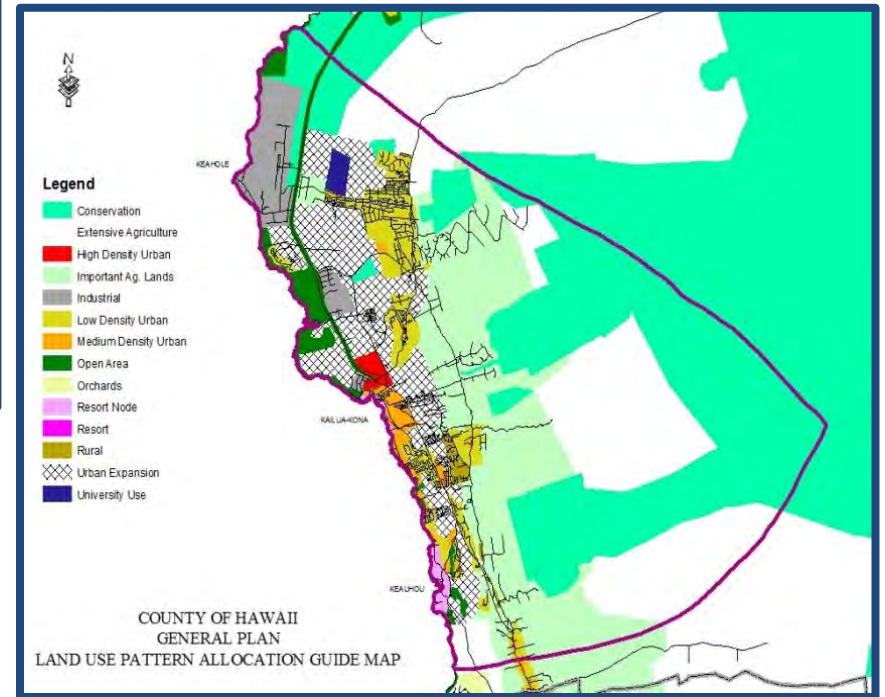 N
KEAHOLE
Legend
Conservation
Extensive Agriculture
High Density Urban
Important Ag. Lands
Industrial
Low Density Urban
Medium Density Urban
Open Area
Orchards
Resort Node
Resort
Rural
Urban Expansion
University Use
KAILUA-KONA
KEAUHOU
COUNTY OF HAWAII
GENERAL PLAN
LAND USE PATTERN ALLOCATION GUIDE MAP